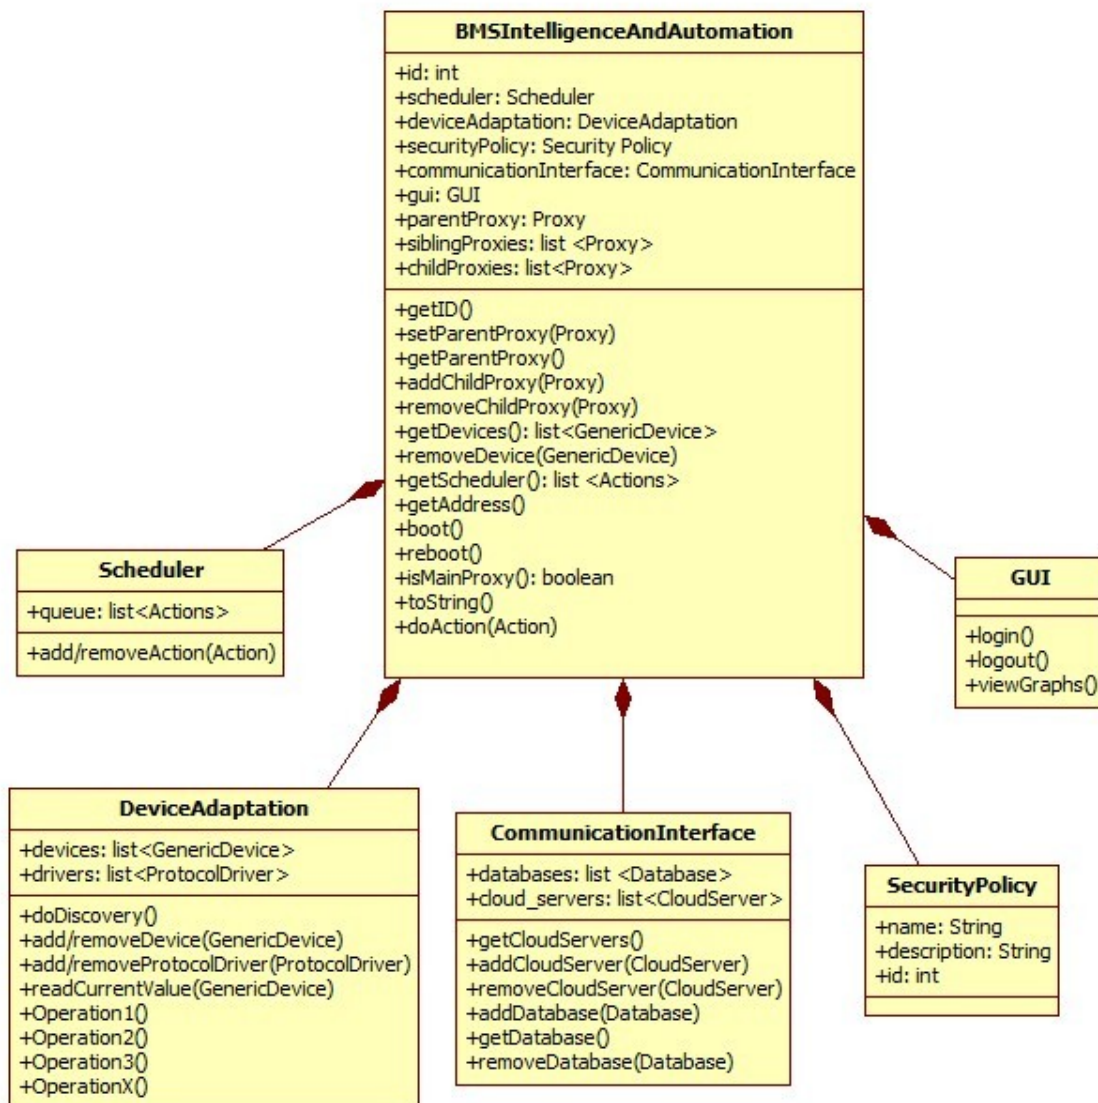 BMSIntelligenceAndAutomation
+id: int
+scheduler: Scheduler
+deviceAdaptation: DeviceAdaptation
+securityPolicy: Security Policy
+communicationInterface: CommunicationInterface
+gui: GUI
+parentProxy: Proxy
+siblingProxies: list <Proxy>
+childProxies: list<Proxy>
+getID()
+setParentProxy(Proxy)
+getParentProxy()
+addChildProxy(Proxy)
+removeChildProxy(Proxy)
+getDevices(): list<GenericDevice>
+removeDevice(GenericDevice)
+getScheduler(): list <Actions>
+getAddress()
+boot()
+reboot()
+isMainProxy(): boolean
+toString()
+doAction(Action)
Scheduler
+queue: list<Actions>
+add/removeAction(Action)
GUI
+login()
+logout()
+viewGraphs()
DeviceAdaptation
+devices: list<GenericDevice>
+drivers: list<ProtocolDriver>
+doDiscovery()
+add/removeDevice(GenericDevice)
+add/removeProtocolDriver(ProtocolDriver)
+readCurrentValue(GenericDevice)
+Operation1()
+Operation2()
+Operation3()
+OperationX()
CommunicationInterface
+databases: list <Database>
+cloud_servers: list<CloudServer>
+getCloudServers()
+addCloudServer(CloudServer)
+removeCloudServer(CloudServer)
+addDatabase(Database)
+getDatabase()
+removeDatabase(Database)
SecurityPolicy
+name: String
+description: String
+id: int